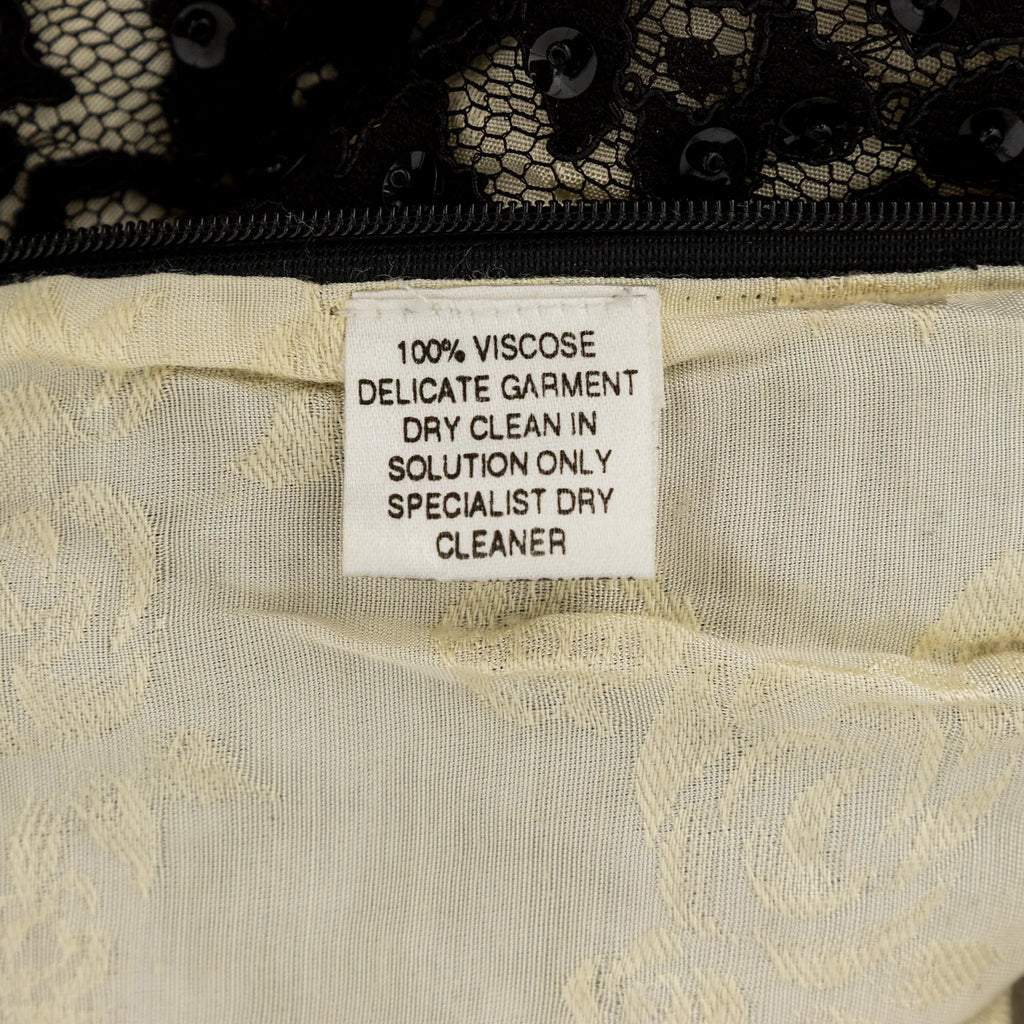 100% VISCOSE
DELICATE GARMENT
DRY CLEAN IN
SOLUTION ONLY
SPECIALIST DRY
CLEANER